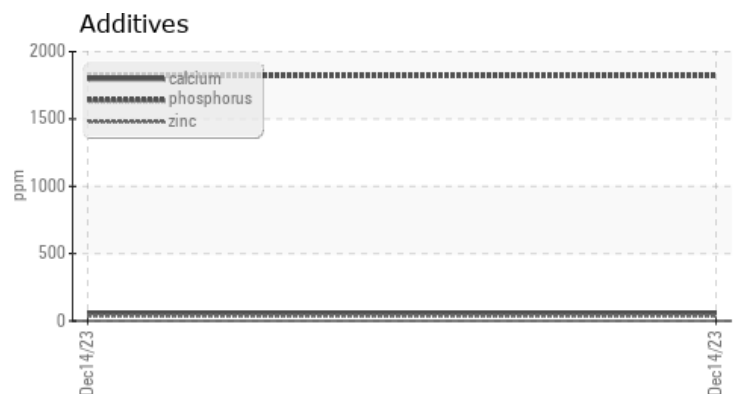 Additives
2000
1500
1000
500
0
ppm
calcium
phosphorus
zinc
Dec14/23
Dec14/23